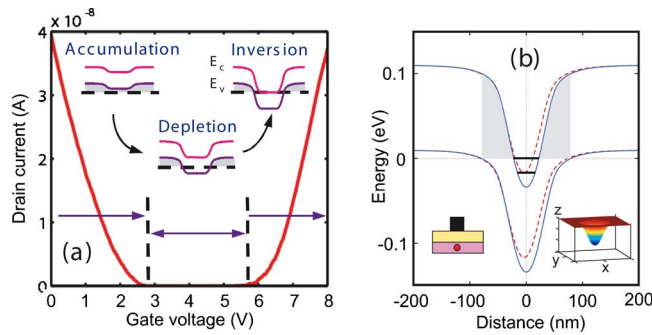 x 10⁻⁸
4
3
2
1
0
Drain current (A)
Accumulation
Inversion
E_c
E_v
Depletion
(a)
0 1 2 3 4 5 6 7 8
Gate voltage (V)
(b)
0.1
0
-0.1
Energy (eV)
z
y
x
-200 -100 0 100 200
Distance (nm)